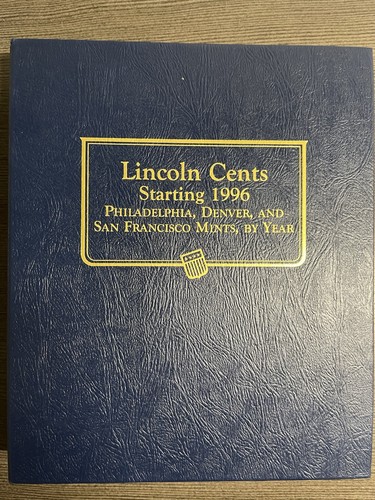 Lincoln Cents
Starting 1996
Philadelphia, Denver, and
San Francisco Mints, by Year